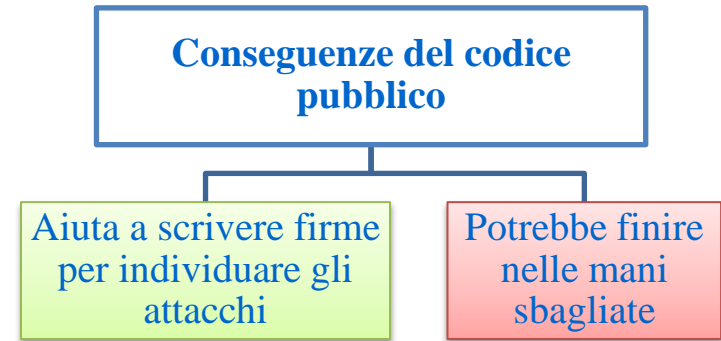 Conseguenze del codice
pubblico
Aiuta a scrivere firme
per individuare gli
attacchi
Potrebbe finire
nelle mani
sbagliate